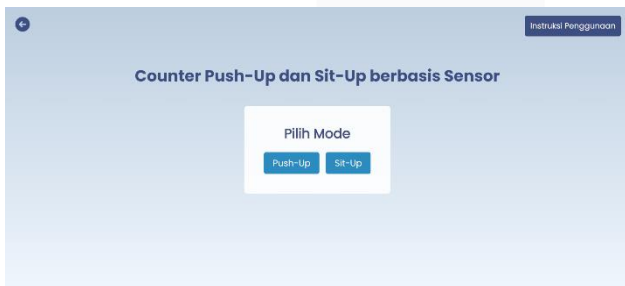 Instruksi Penggunaan
Counter Push-Up dan Sit-Up berbasis Sensor
Pilih Mode
Push-Up Sit-Up